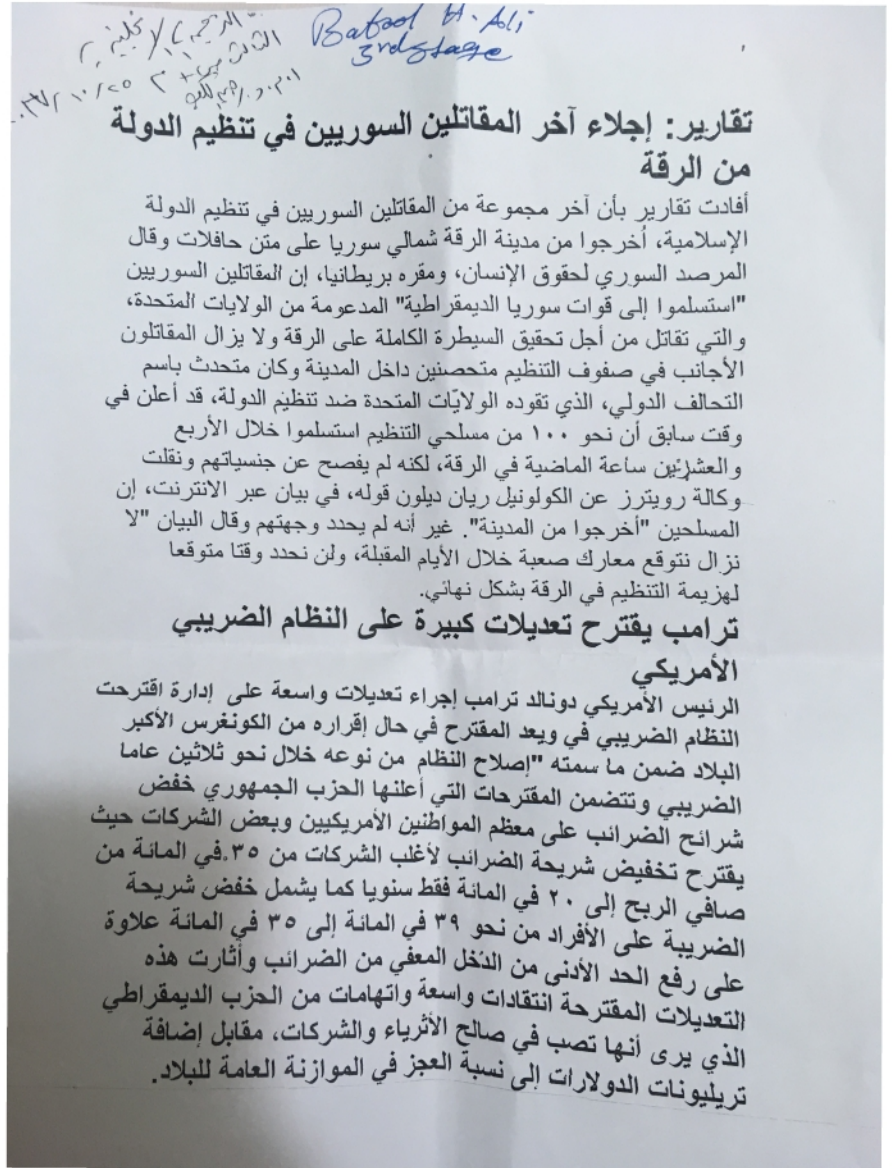 Batool H. Ali
3rd stage
تقارير: إجلاء آخر المقاتلين السوريين في تنظيم الدولة
من الرقة
أفادت تقارير بأن آخر مجموعة من المقاتلين السوريين في تنظيم الدولة
الإسلامية، أُخرجوا من مدينة الرقة شمالي سوريا على متن حافلات وقال
المرصد السوري لحقوق الإنسان، ومقره بريطانيا، إن المقاتلين السوريين
"استسلموا إلى قوات سوريا الديمقراطية" المدعومة من الولايات المتحدة،
والتي تقاتل من أجل تحقيق السيطرة الكاملة على الرقة ولا يزال المقاتلون
الأجانب في صفوف التنظيم متحصنين داخل المدينة وكان متحدث باسم
التحالف الدولي، الذي تقوده الولايات المتحدة ضد تنظيم الدولة، قد أعلن في
وقت سابق أن نحو ١٠٠ من مسلحي التنظيم استسلموا خلال الأربع
والعشرين ساعة الماضية في الرقة، لكنه لم يفصح عن جنسياتهم ونقلت
وكالة رويترز عن الكولونيل ريان ديلون قوله، في بيان عبر الانترنت، إن
المسلحين "أخرجوا من المدينة". غير أنه لم يحدد وجهتهم وقال البيان "لا
نزال نتوقع معارك صعبة خلال الأيام المقبلة، ولن نحدد وقتا متوقعا
لهزيمة التنظيم في الرقة بشكل نهائي.
ترامب يقترح تعديلات كبيرة على النظام الضريبي
الأمريكي
الرئيس الأمريكي دونالد ترامب إجراء تعديلات واسعة على إدارة اقترحت
النظام الضريبي في ويعد المقترح في حال إقراره من الكونغرس الأكبر
البلاد ضمن ما سمته "إصلاح النظام من نوعه خلال نحو ثلاثين عاما
الضريبي وتتضمن المقترحات التي أعلنها الحزب الجمهوري خفض
شرائح الضرائب على معظم المواطنين الأمريكيين وبعض الشركات حيث
يقترح تخفيض شريحة الضرائب لأغلب الشركات من ٣٥ في المائة من
صافي الربح إلى ٢٠ في المائة فقط سنويا كما يشمل خفض شريحة
الضريبة على الأفراد من نحو ٣٩ في المائة إلى ٣٥ في المائة علاوة
على رفع الحد الأدنى من الدخل المعفي من الضرائب وأثارت هذه
التعديلات المقترحة انتقادات واسعة واتهامات من الحزب الديمقراطي
الذي يرى أنها تصب في صالح الأثرياء والشركات، مقابل إضافة
تريليونات الدولارات إلى نسبة العجز في الموازنة العامة للبلاد.